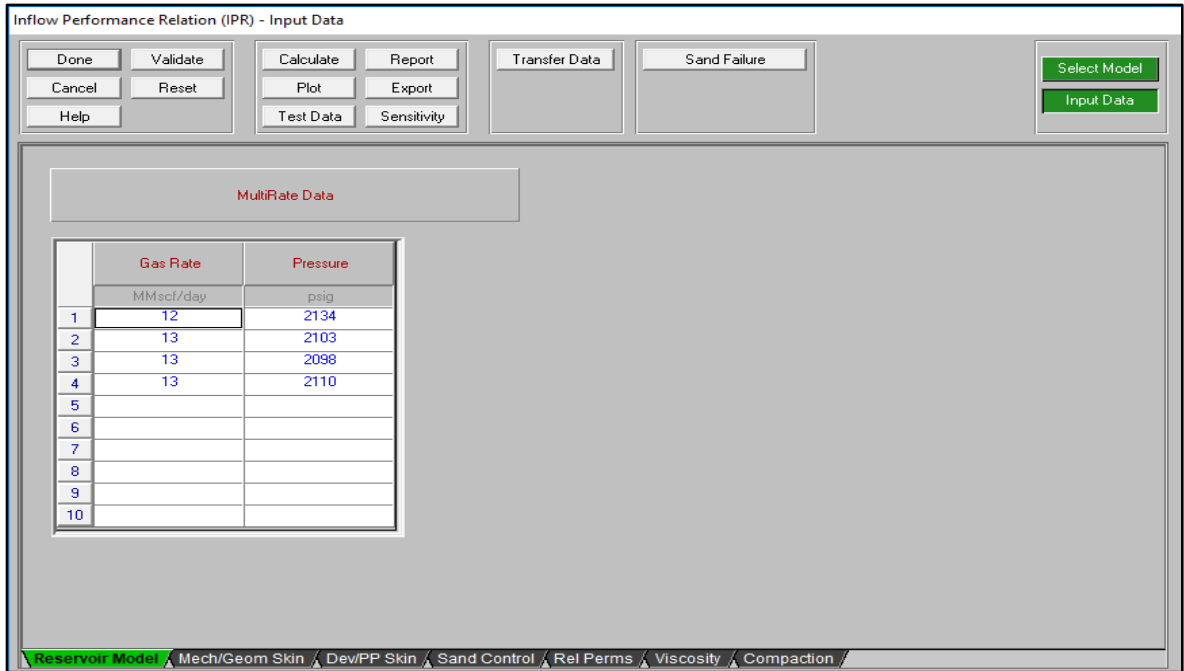 Inflow Performance Relation (IPR) - Input Data
Done Validate Calculate Report Transfer Data Sand Failure Select Model
Cancel Reset Plot Export Input Data
Help Test Data Sensitivity
MultiRate Data
Gas Rate Pressure
MMscf/day psig
1 12 2134
2 13 2103
3 13 2098
4 13 2110
5
6
7
8
9
10
Reservoir Model Mech/Geom Skin Dev/PP Skin Sand Control Rel Perms Viscosity Compaction